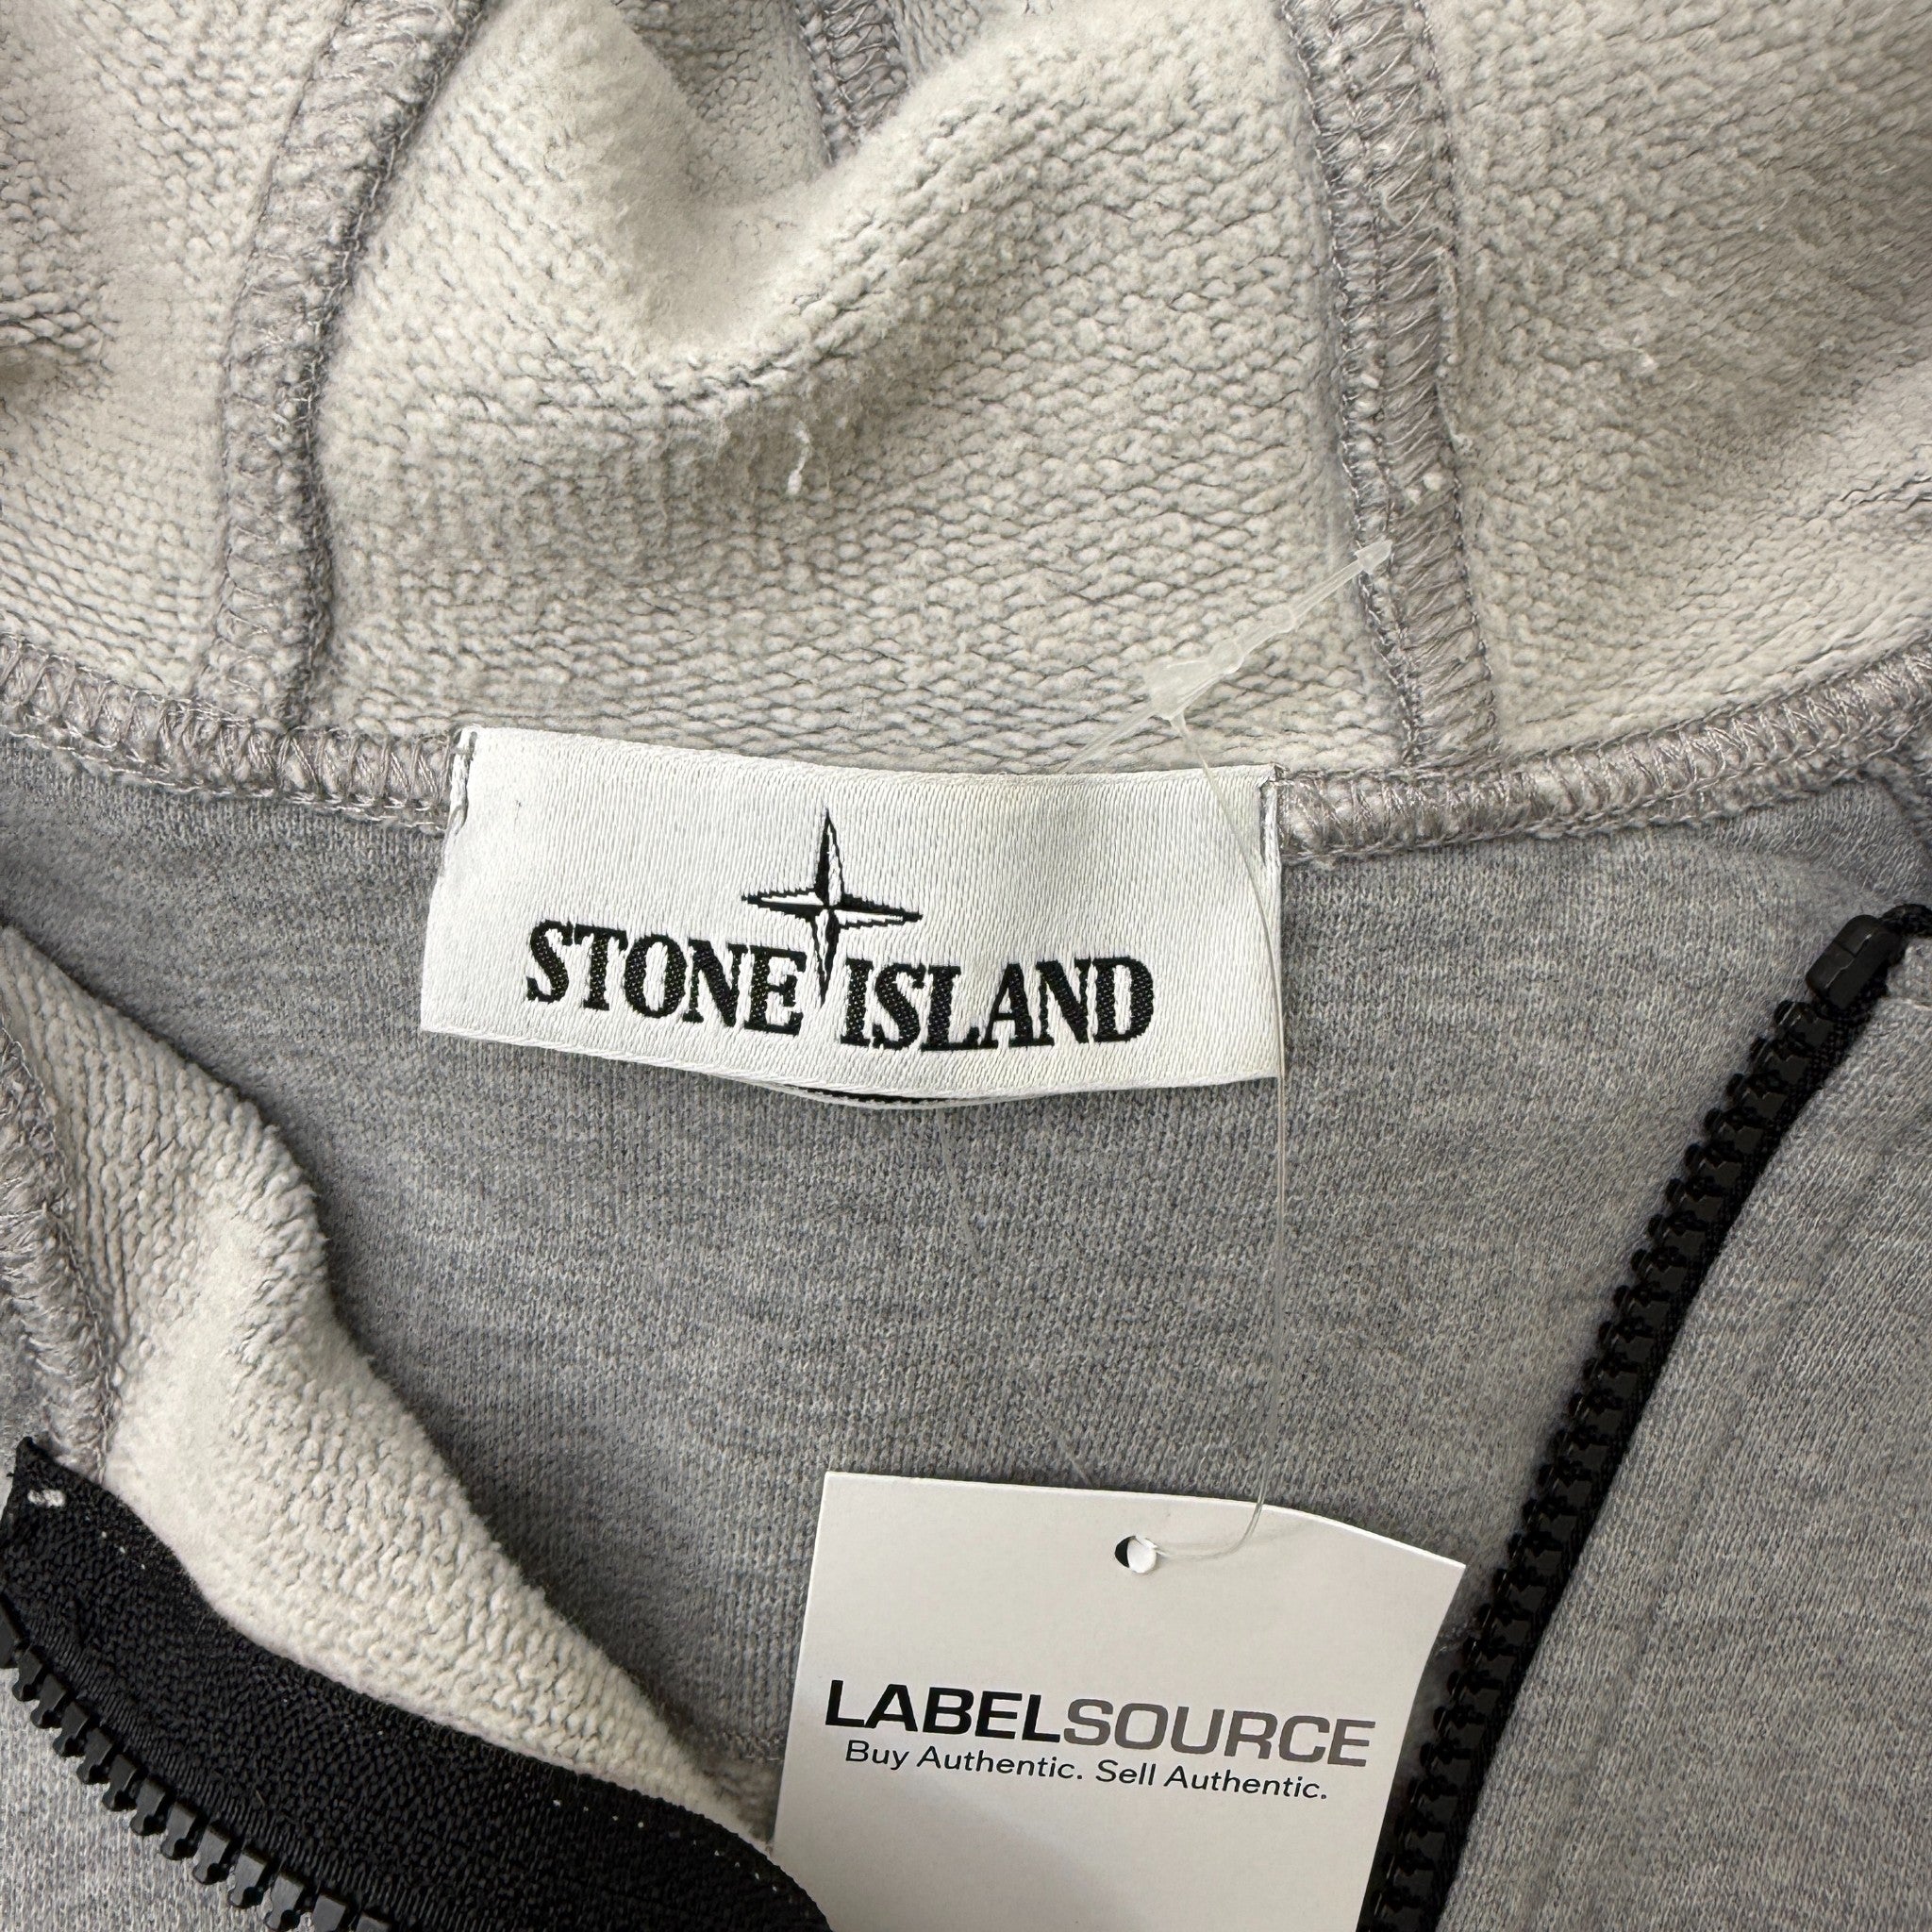 STONE ISLAND
LABELSOURCE
Buy Authentic. Sell Authentic.